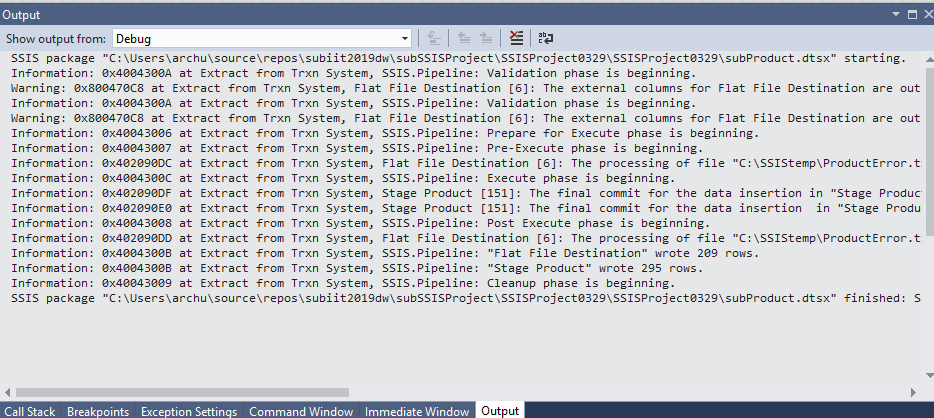 Output
Show output from: Debug
SSIS package "C:\Users\archu\source\repos\subiit2019dw\subSSISProject\SSISProject0329\SSISProject0329\subProduct.dtsx" starting.
Information: 0x4004300A at Extract from Trxn System, SSIS.Pipeline: Validation phase is beginning.
Warning: 0x800470C8 at Extract from Trxn System, Flat File Destination [6]: The external columns for Flat File Destination are out
Information: 0x4004300A at Extract from Trxn System, SSIS.Pipeline: Validation phase is beginning.
Warning: 0x800470C8 at Extract from Trxn System, Flat File Destination [6]: The external columns for Flat File Destination are out
Information: 0x40043006 at Extract from Trxn System, SSIS.Pipeline: Prepare for Execute phase is beginning.
Information: 0x40043007 at Extract from Trxn System, SSIS.Pipeline: Pre-Execute phase is beginning.
Information: 0x402090DC at Extract from Trxn System, Flat File Destination [6]: The processing of file "C:\SSIStemp\ProductError.t
Information: 0x4004300C at Extract from Trxn System, SSIS.Pipeline: Execute phase is beginning.
Information: 0x402090DF at Extract from Trxn System, Stage Product [151]: The final commit for the data insertion in "Stage Produc
Information: 0x402090E0 at Extract from Trxn System, Stage Product [151]: The final commit for the data insertion  in "Stage Produ
Information: 0x40043008 at Extract from Trxn System, SSIS.Pipeline: Post Execute phase is beginning.
Information: 0x402090DD at Extract from Trxn System, Flat File Destination [6]: The processing of file "C:\SSIStemp\ProductError.t
Information: 0x4004300B at Extract from Trxn System, SSIS.Pipeline: "Flat File Destination" wrote 209 rows.
Information: 0x4004300B at Extract from Trxn System, SSIS.Pipeline: "Stage Product" wrote 295 rows.
Information: 0x40043009 at Extract from Trxn System, SSIS.Pipeline: Cleanup phase is beginning.
SSIS package "C:\Users\archu\source\repos\subiit2019dw\subSSISProject\SSISProject0329\SSISProject0329\subProduct.dtsx" finished: S
Call Stack Breakpoints Exception Settings Command Window Immediate Window Output